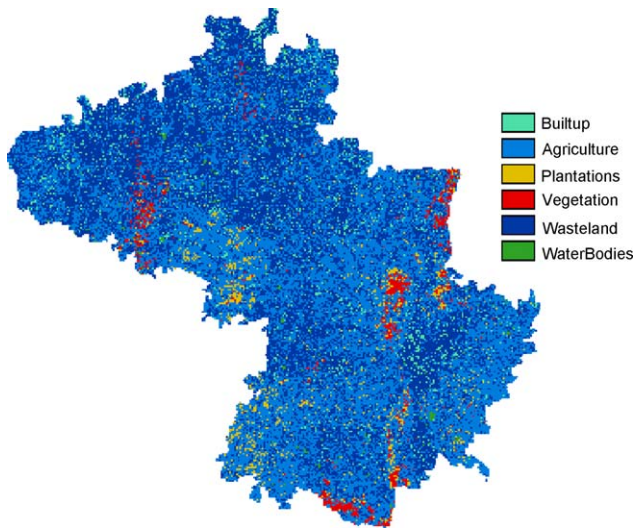 Builtup
Agriculture
Plantations
Vegetation
Wasteland
WaterBodies